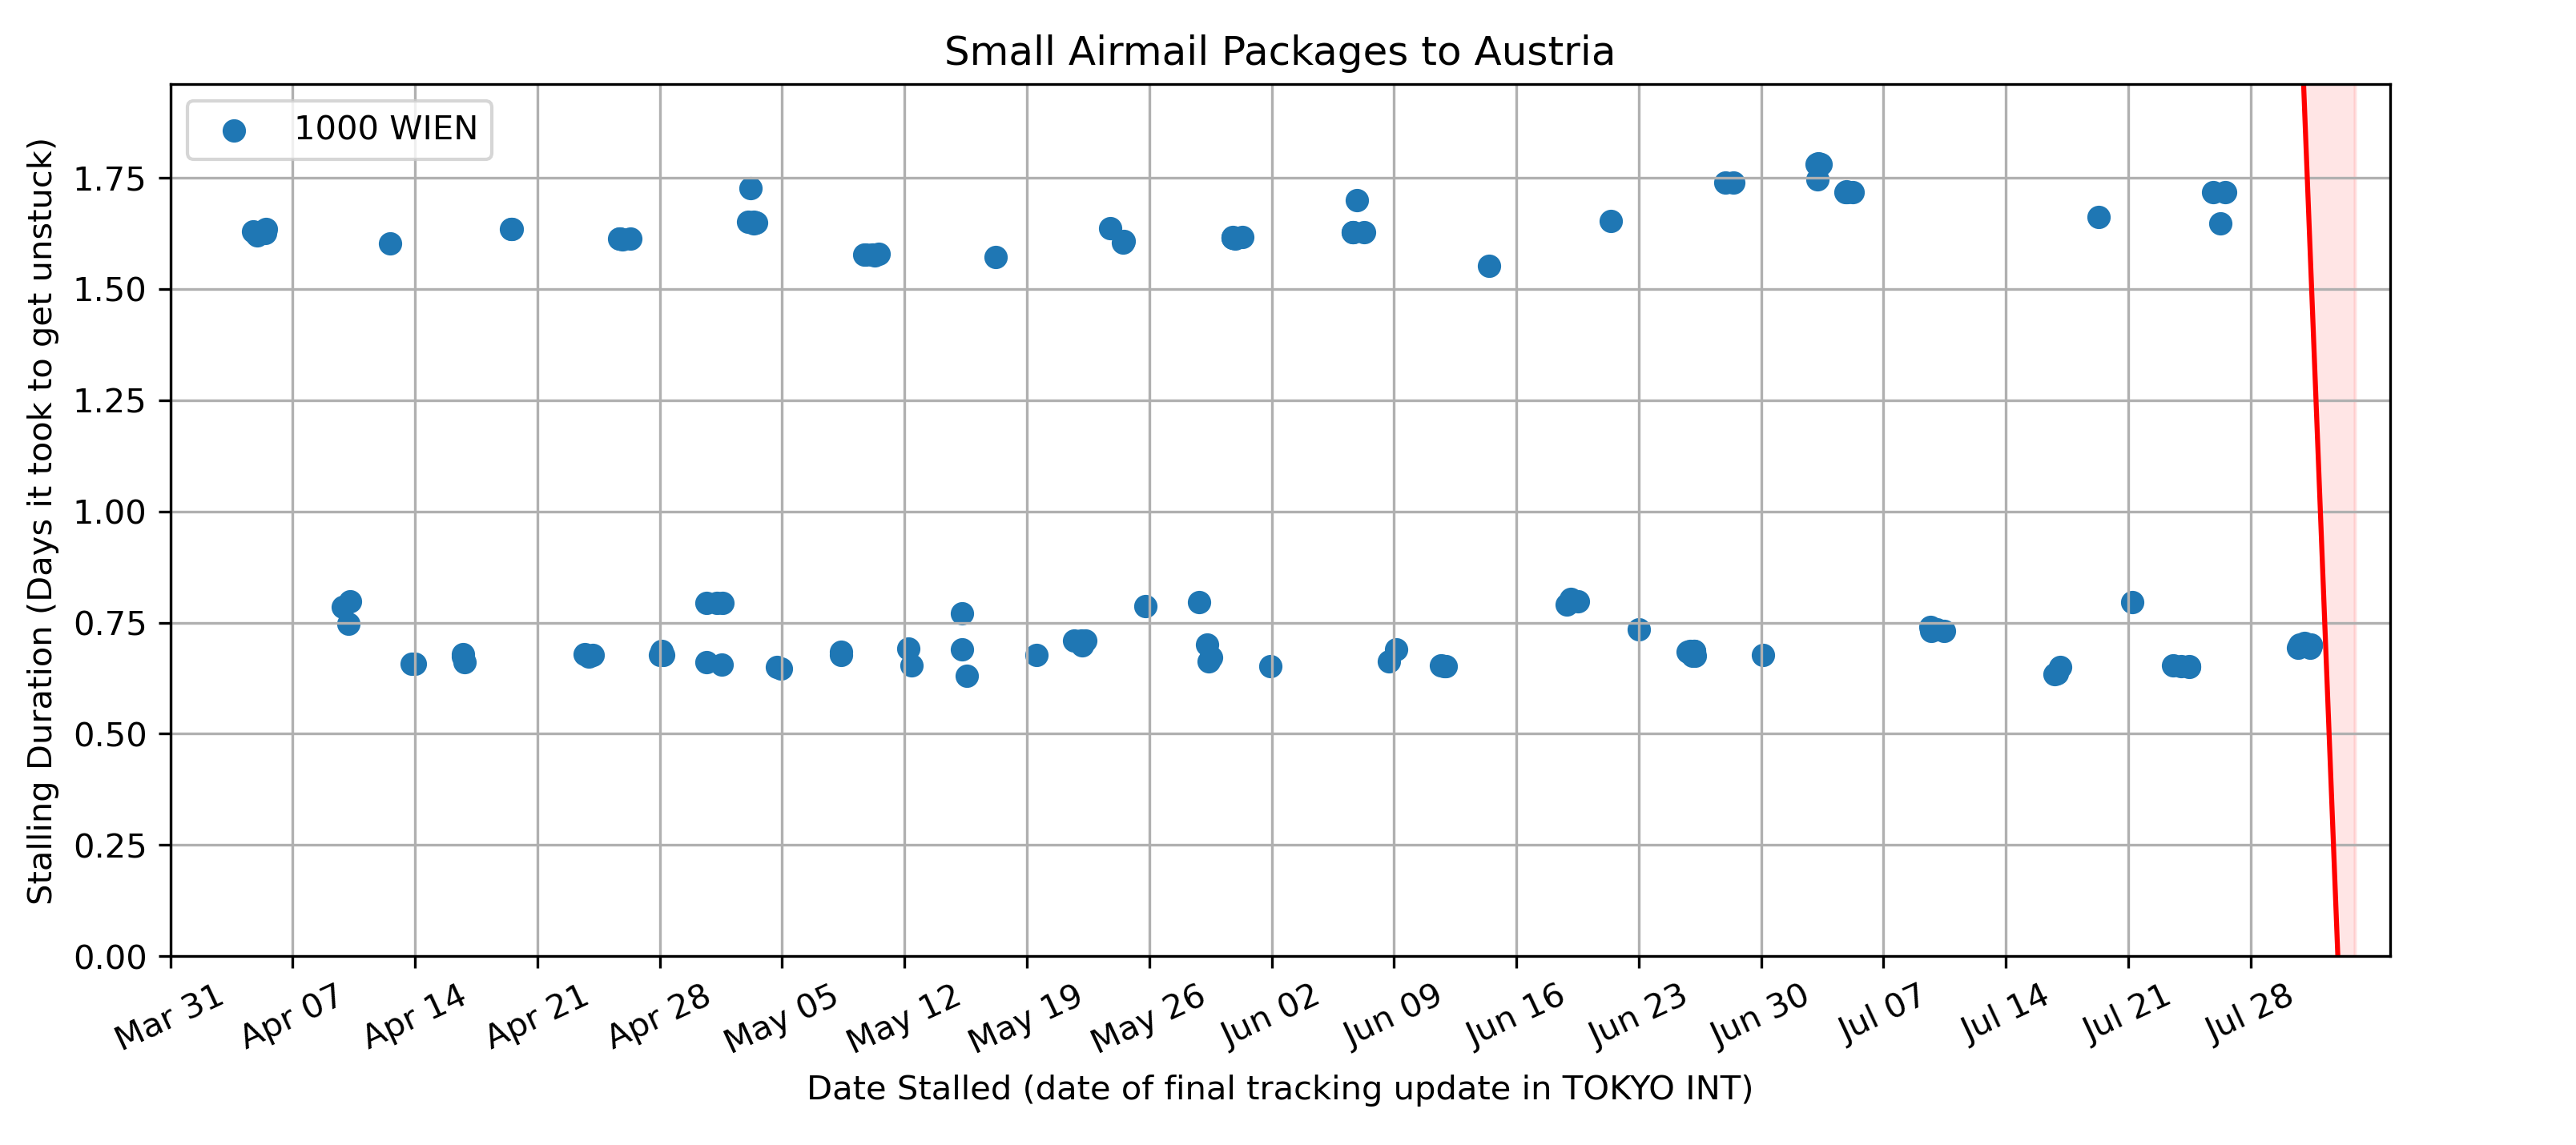 Small Airmail Packages to Austria
1000 WIEN
Stalling Duration (Days it took to get unstuck)
1.75
1.50
1.25
1.00
0.75
0.50
0.25
0.00
Mar 31
Apr 07
Apr 14
Apr 21
Apr 28
May 05
May 12
May 19
May 26
Jun 02
Jun 09
Jun 16
Jun 23
Jun 30
Jul 07
Jul 14
Jul 21
Jul 28
Date Stalled (date of final tracking update in TOKYO INT)